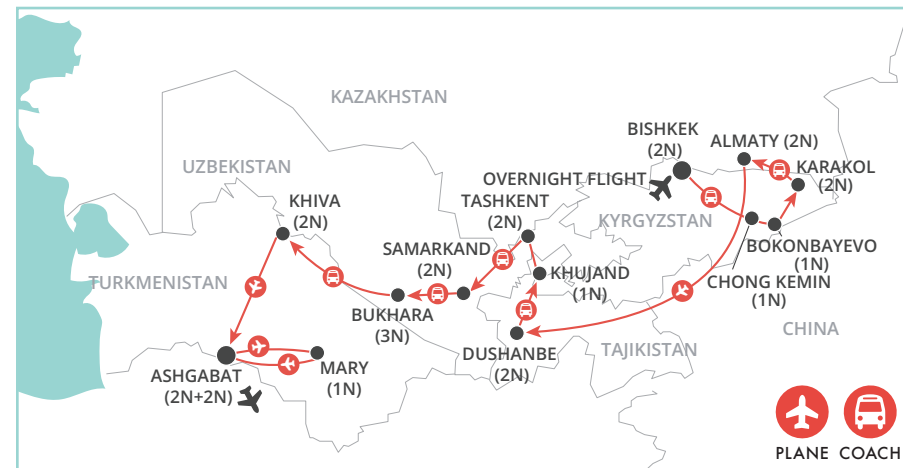 KAZAKHSTAN
BISHKEK
(2N)
ALMATY (2N)
KARAKOL
(2N)
UZBEKISTAN
OVERNIGHT FLIGHT
TASHKENT
(2N)
KHIVA
(2N)
KYRGYZSTAN
SAMARKAND
(2N)
BOKONBAYEVO
(1N)
TURKMENISTAN
KHUJAND
(1N)
CHONG KEMIN
(1N)
BUKHARA
(3N)
CHINA
DUSHANBE
(2N)
TAJIKISTAN
MARY
(1N)
ASHGABAT
(2N+2N)
PLANE COACH